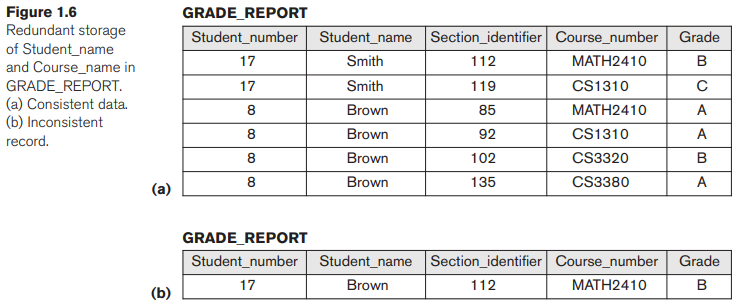 Figure 1.6
Redundant storage
of Student_name
and Course_name in
GRADE_REPORT.
(a) Consistent data.
(b) Inconsistent
record.
GRADE_REPORT
Student_number Student_name Section_identifier Course_number Grade
17 Smith 112 MATH2410 B
17 Smith 119 CS1310 C
8 Brown 85 MATH2410 A
8 Brown 92 CS1310 A
8 Brown 102 CS3320 B
(a) 8 Brown 135 CS3380 A
GRADE_REPORT
Student_number Student_name Section_identifier Course_number Grade
(b) 17 Brown 112 MATH2410 B